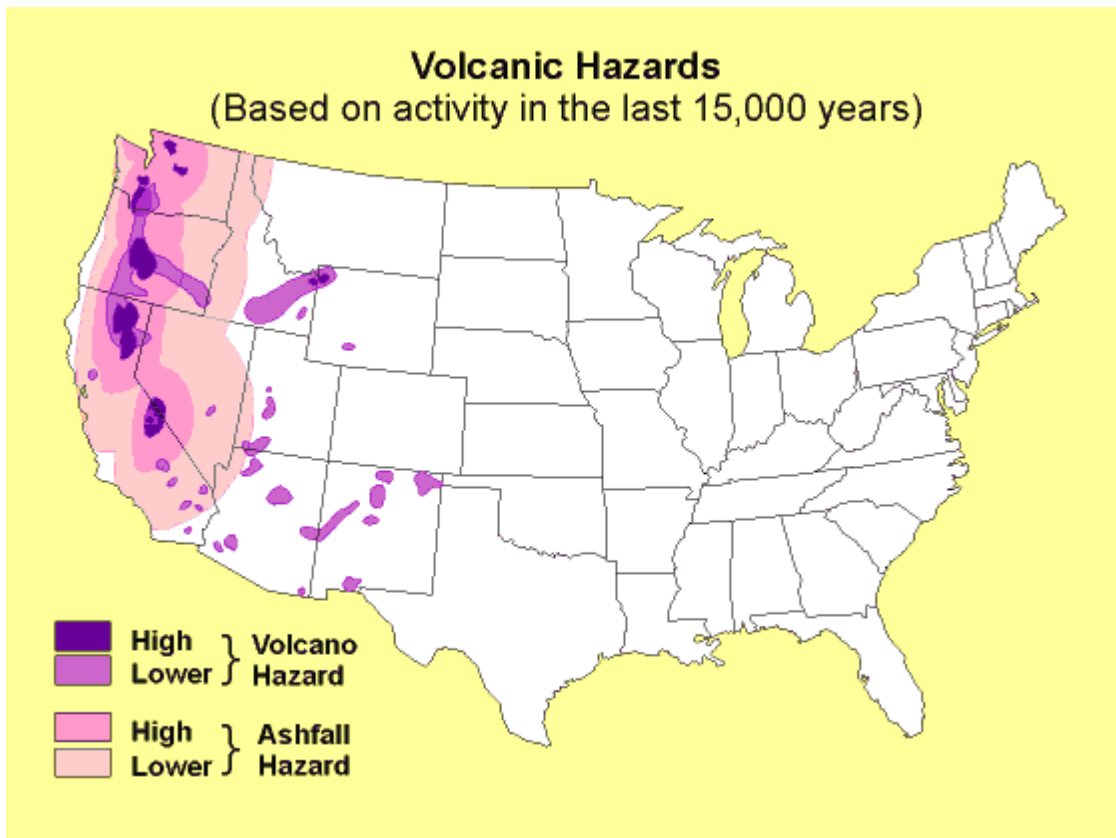 Volcanic Hazards
(Based on activity in the last 15,000 years)
High
Lower
} Volcano
Hazard
High
Lower
} Ashfall
Hazard